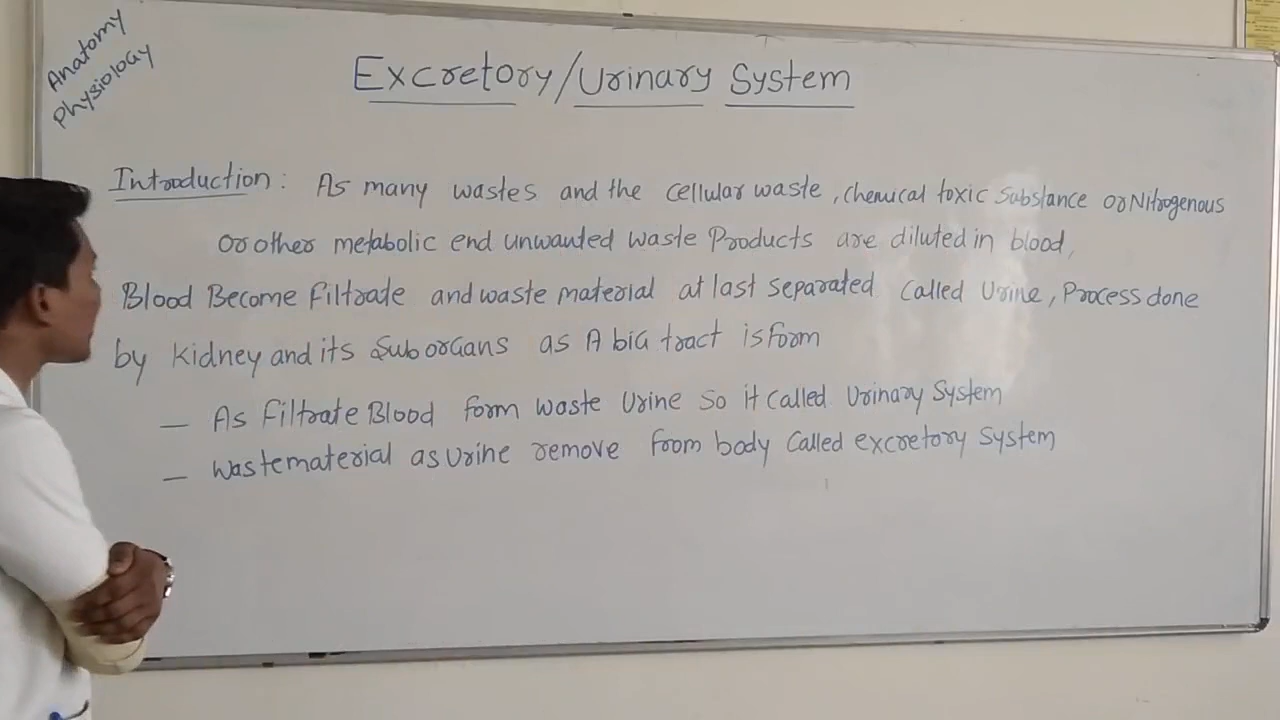 Anatomy
Physiology
Excretory/Urinary System
Introduction: As many wastes and the cellular waste, chemical toxic substance or Nitrogenous
or other metabolic end unwanted waste Products are diluted in blood,
Blood Become filtrate and waste material at last separated called Urine, Process done
by kidney and its Suborgans as A big tract is form
– As filtrate Blood form waste Urine so it called Urinary System
– waste material as urine remove from body called excretory System